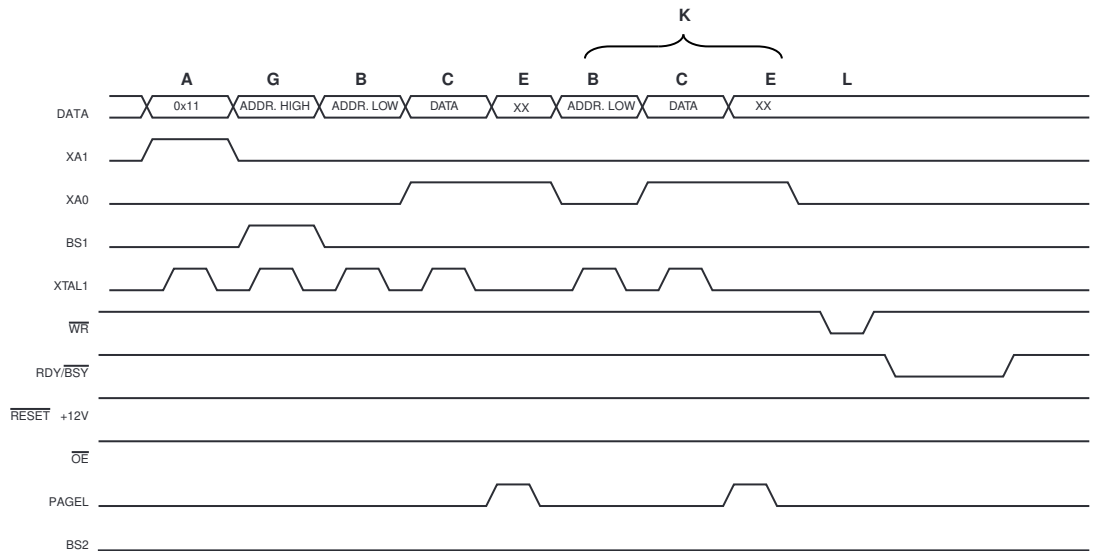 K
A G B C E B C E L
DATA 0x11 ADDR. HIGH ADDR. LOW DATA XX ADDR. LOW DATA XX
XA1
XA0
BS1
XTAL1
WR
RDY/BSY
RESET +12V
OE
PAGEL
BS2